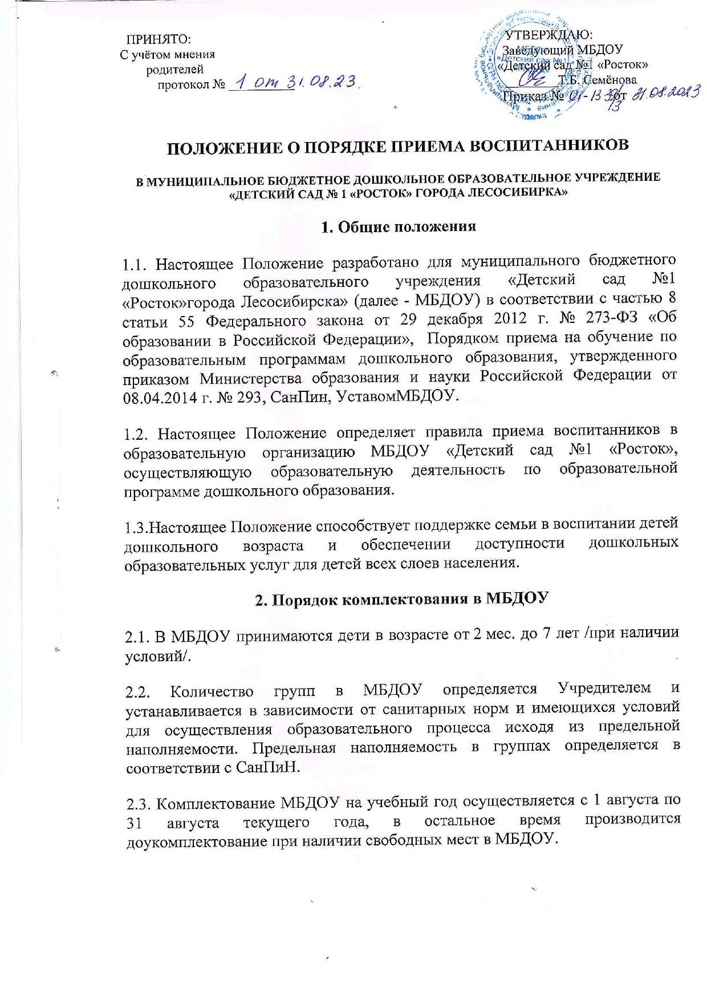 ПРИНЯТО:
С учётом мнения
родителей
протокол № 1 от 31.08.23.
УТВЕРЖДАЮ:
Заведующий МБДОУ
«Детский сад №1 «Росток»
Т.Б. Семёнова
Приказ № 01-13 от 31.08.2023
ПОЛОЖЕНИЕ О ПОРЯДКЕ ПРИЕМА ВОСПИТАННИКОВ
В МУНИЦИПАЛЬНОЕ БЮДЖЕТНОЕ ДОШКОЛЬНОЕ ОБРАЗОВАТЕЛЬНОЕ УЧРЕЖДЕНИЕ
«ДЕТСКИЙ САД № 1 «РОСТОК» ГОРОДА ЛЕСОСИБИРКА»
1. Общие положения
1.1. Настоящее Положение разработано для муниципального бюджетного
дошкольного образовательного учреждения «Детский сад №1
«Росток»города Лесосибирска» (далее - МБДОУ) в соответствии с частью 8
статьи 55 Федерального закона от 29 декабря 2012 г. № 273-ФЗ «Об
образовании в Российской Федерации», Порядком приема на обучение по
образовательным программам дошкольного образования, утвержденного
приказом Министерства образования и науки Российской Федерации от
08.04.2014 г. № 293, СанПин, УставомМБДОУ.
1.2. Настоящее Положение определяет правила приема воспитанников в
образовательную организацию МБДОУ «Детский сад №1 «Росток»,
осуществляющую образовательную деятельность по образовательной
программе дошкольного образования.
1.3.Настоящее Положение способствует поддержке семьи в воспитании детей
дошкольного возраста и обеспечении доступности дошкольных
образовательных услуг для детей всех слоев населения.
2. Порядок комплектования в МБДОУ
2.1. В МБДОУ принимаются дети в возрасте от 2 мес. до 7 лет /при наличии
условий/.
2.2. Количество групп в МБДОУ определяется Учредителем и
устанавливается в зависимости от санитарных норм и имеющихся условий
для осуществления образовательного процесса исходя из предельной
наполняемости. Предельная наполняемость в группах определяется в
соответствии с СанПиН.
2.3. Комплектование МБДОУ на учебный год осуществляется с 1 августа по
31 августа текущего года, в остальное время производится
доукомплектование при наличии свободных мест в МБДОУ.